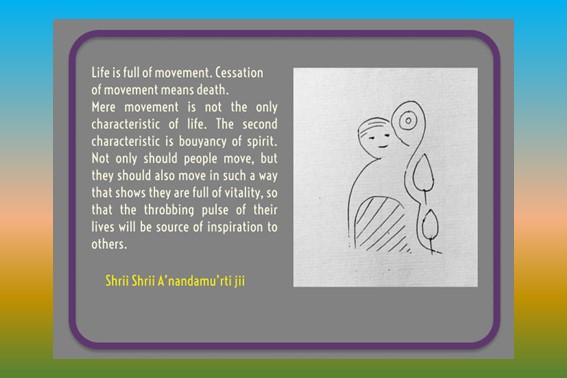 Life is full of movement. Cessation
of movement means death.
Mere movement is not the only
characteristic of life. The second
characteristic is bouyancy of spirit.
Not only should people move, but
they should also move in such a way
that shows they are full of vitality, so
that the throbbing pulse of their
lives will be source of inspiration to
others.
Shrii Shrii A'nandamu'rti jii